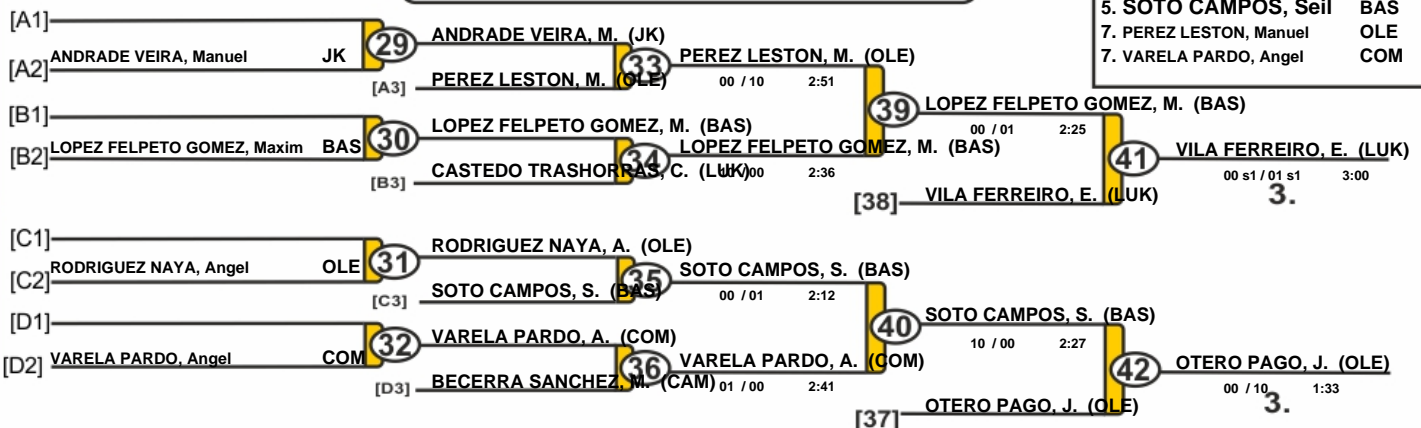 5. SOTO CAMPOS, Seil BAS
7. PEREZ LESTON, Manuel OLE
7. VARELA PARDO, Angel COM
[A1]
[A2] ANDRADE VEIRA, Manuel JK
29
ANDRADE VEIRA, M. (JK)
[A3] PEREZ LESTON, M. (OLE)
33
PEREZ LESTON, M. (OLE)
00 / 10 2:51
[B1]
[B2] LOPEZ FELPETO GOMEZ, Maxim BAS
30
LOPEZ FELPETO GOMEZ, M. (BAS)
[B3] CASTEDO TRASHORRAS, C. (LUK)
34
LOPEZ FELPETO GOMEZ, M. (BAS)
/00 2:36
39
LOPEZ FELPETO GOMEZ, M. (BAS)
00 / 01 2:25
[38] VILA FERREIRO, E. (LUK)
41
VILA FERREIRO, E. (LUK)
00 s1 / 01 s1 3:00
3.
[C1]
[C2] RODRIGUEZ NAYA, Angel OLE
31
RODRIGUEZ NAYA, A. (OLE)
[C3] SOTO CAMPOS, S. (BAS)
35
SOTO CAMPOS, S. (BAS)
00 / 01 2:12
[D1]
[D2] VARELA PARDO, Angel COM
32
VARELA PARDO, A. (COM)
[D3] BECERRA SANCHEZ, M. (CAM)
36
VARELA PARDO, A. (COM)
01 / 00 2:41
40
SOTO CAMPOS, S. (BAS)
10 / 00 2:27
[37] OTERO PAGO, J. (OLE)
42
OTERO PAGO, J. (OLE)
00 / 10 1:33
3.